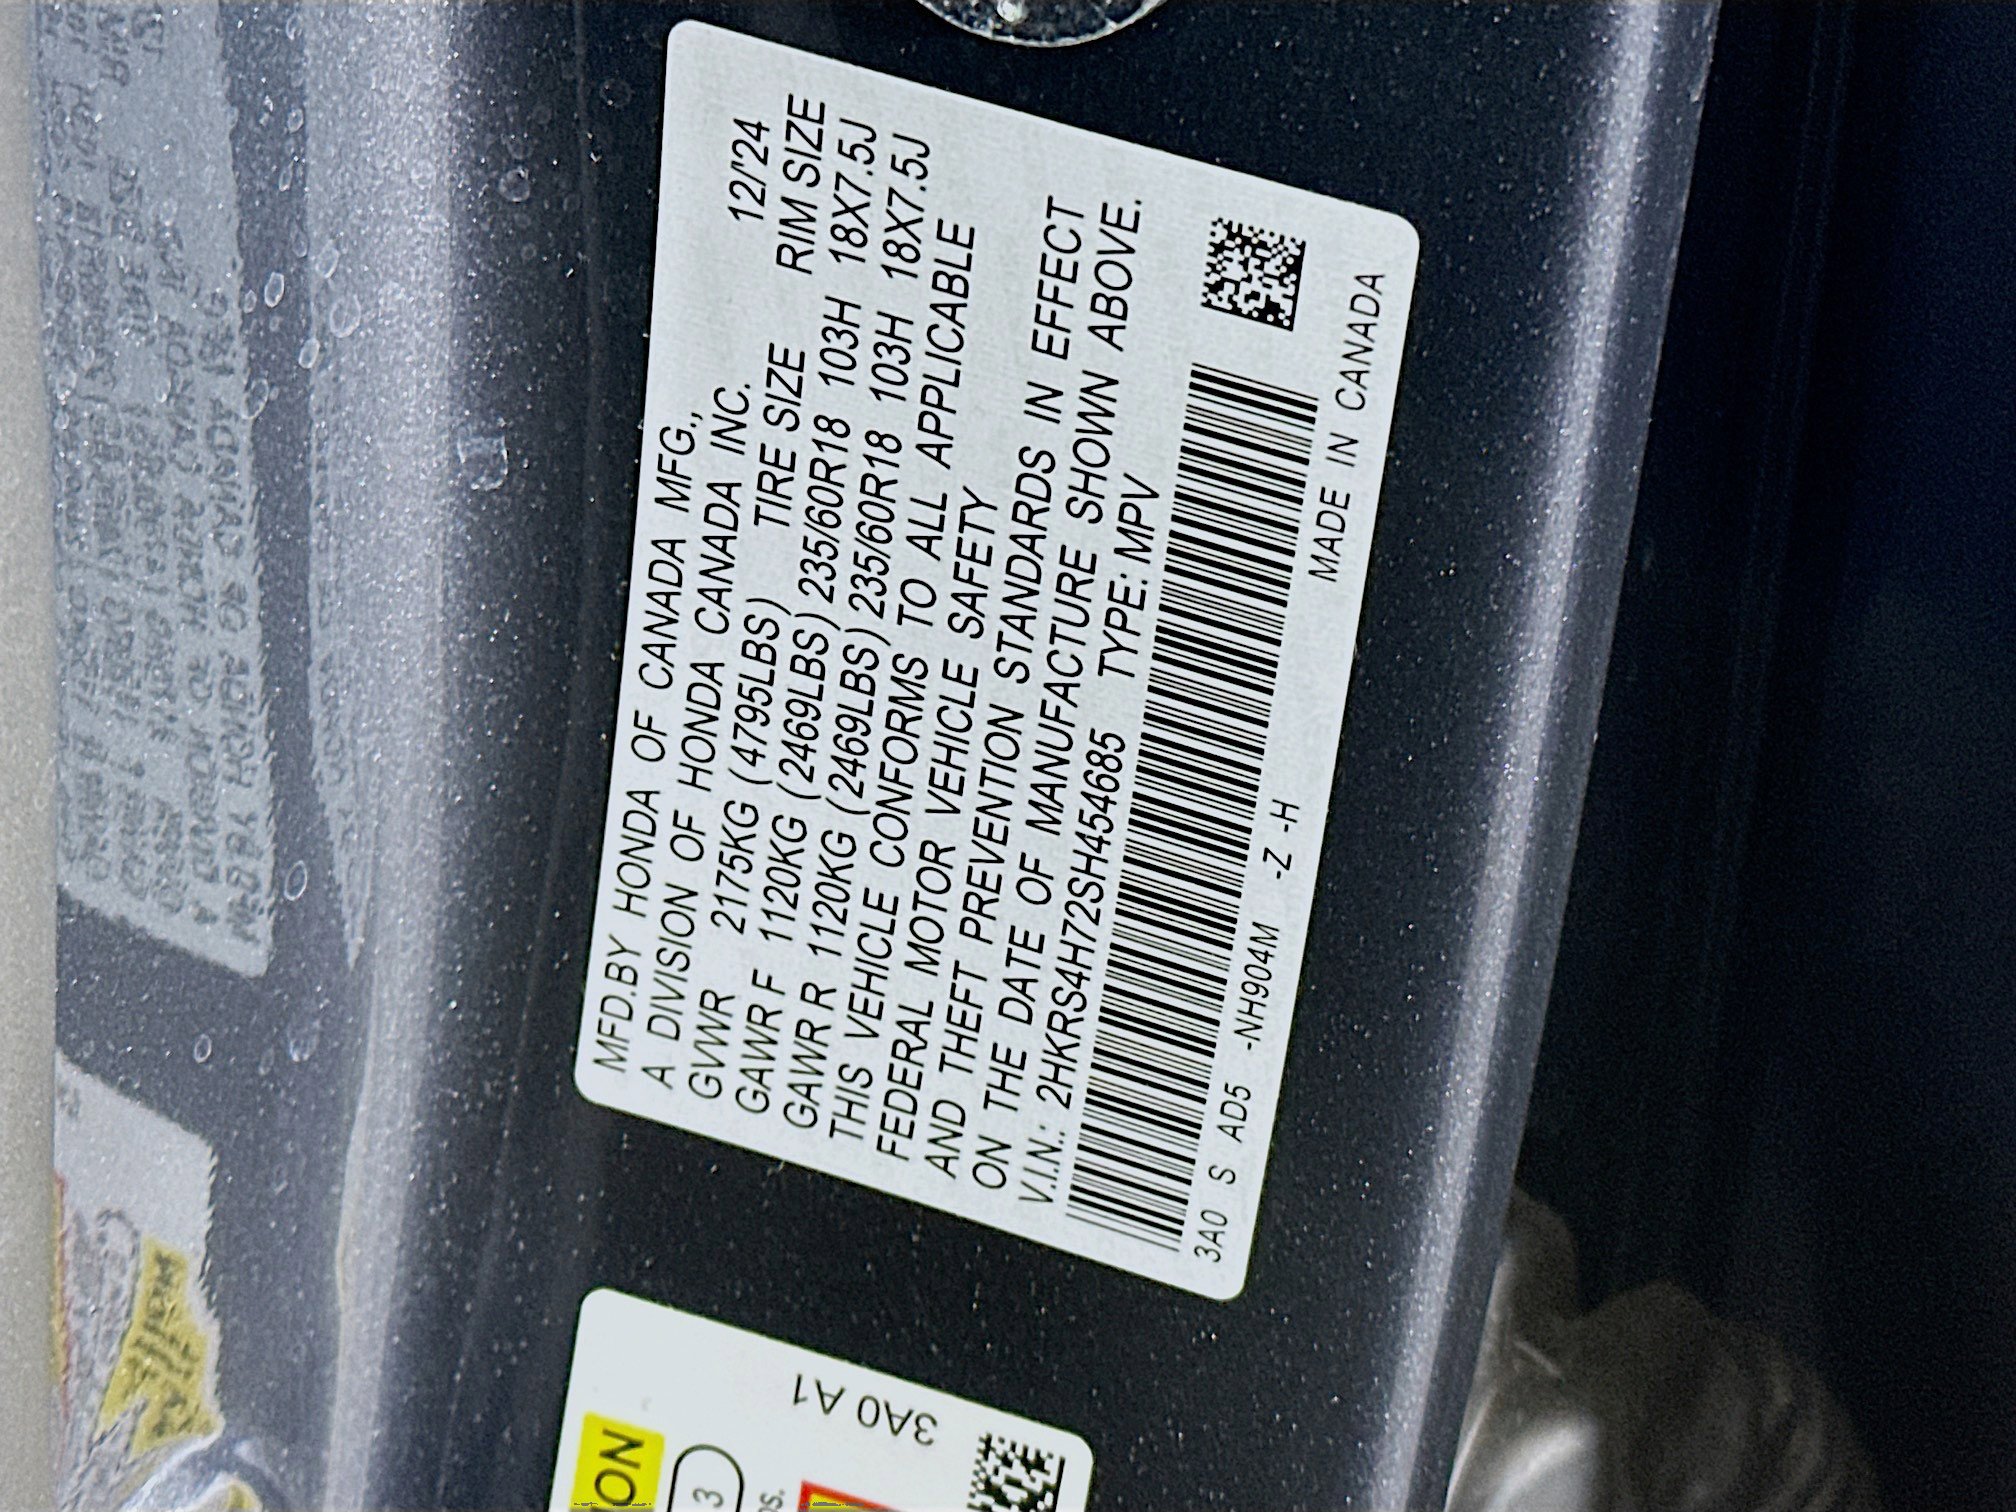 MFD.BY HONDA OF CANADA MFG.,
A DIVISION OF HONDA CANADA INC. 12/'24
GVWR 2175KG (4795LBS) TIRE SIZE RIM SIZE
GAWR F 1120KG (2469LBS) 235/60R18 103H 18X7.5J
GAWR R 1120KG (2469LBS) 235/60R18 103H 18X7.5J
THIS VEHICLE CONFORMS TO ALL APPLICABLE
FEDERAL MOTOR VEHICLE SAFETY
AND THEFT PREVENTION STANDARDS IN EFFECT
ON THE DATE OF MANUFACTURE SHOWN ABOVE.
V.I.N.: 2HKRS4H72SH454685 TYPE: MPV
3A0 S AD5 -NH904M -Z -H MADE IN CANADA
3A0 A1
ION
3